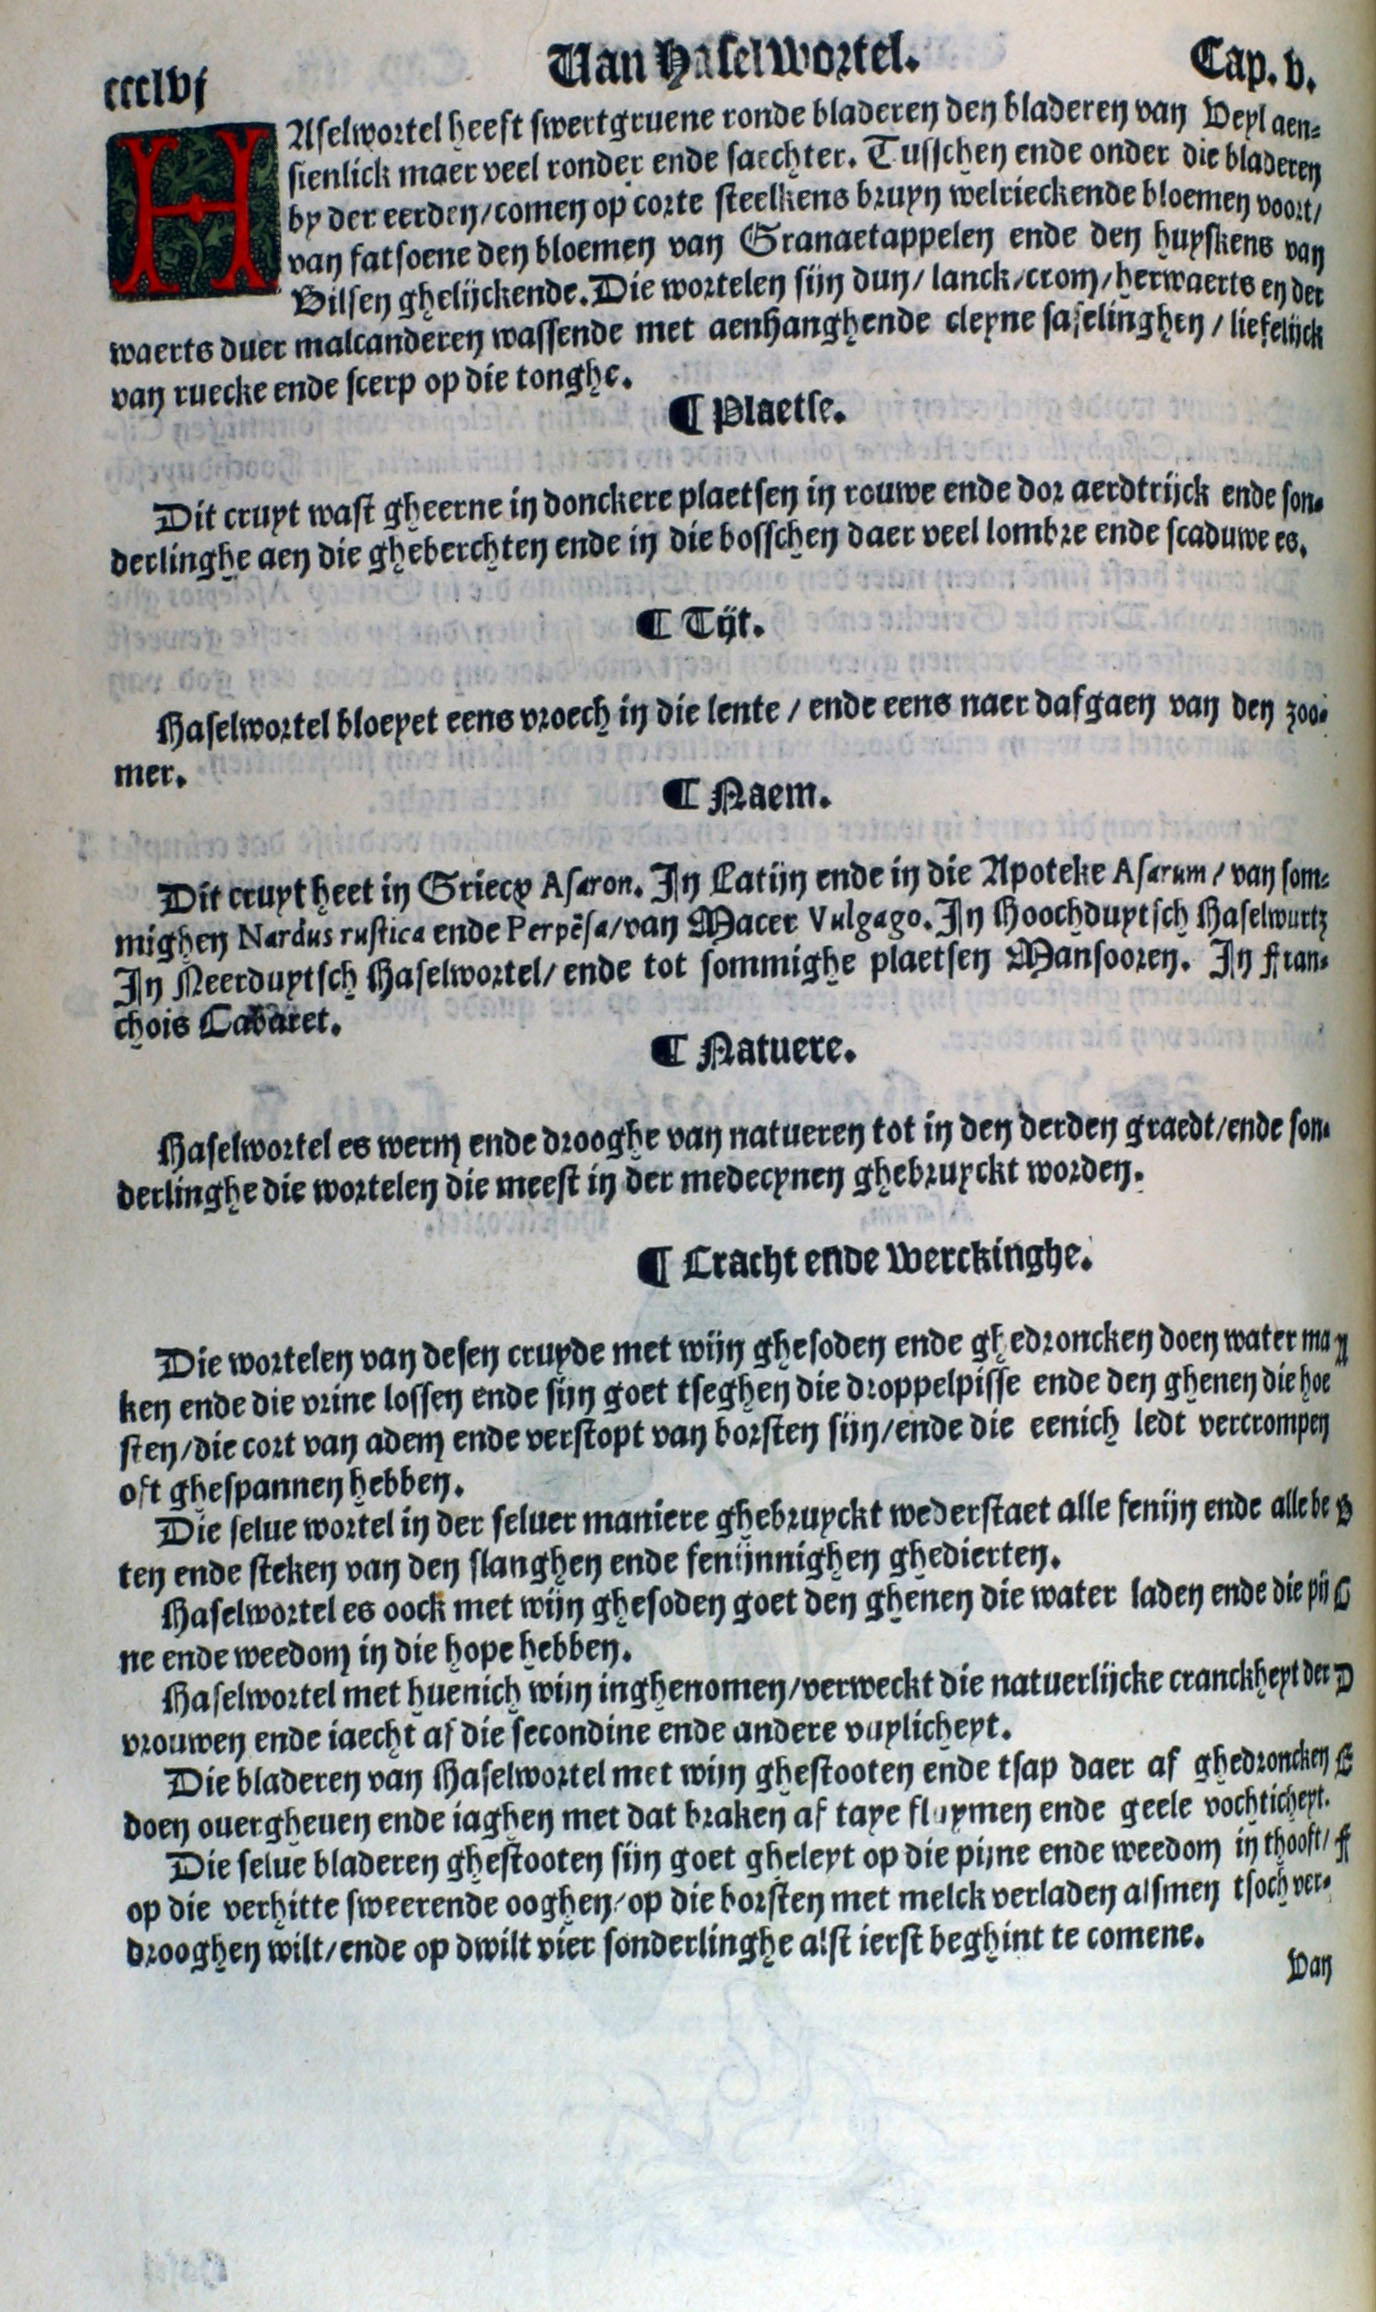 ccclvj Van Haselwortel. Cap. v.
HAselwortel heeft swertgruene ronde bladeren den bladeren van Veyl aen-
sienlick maer veel ronder ende saechter. Tusschen ende onder die bladeren
by der eerden/comen op corte steelkens bruyn welrieckende bloemen voort/
van fatsoene den bloemen van Granaetappelen ende den huyskens van
Bilsen ghelijckende. Die wortelen sijn dun/ lanck/crom/herwaerts en der
waerts duer malcanderen wassende met aenhanghende cleyne faselinghen / liefelijck
van ruecke ende scerp op die tonghe.
¶ Plaetse.
Dit cruyt wast gheerne in donckere plaetsen in rouwe ende dor aerdtrijck ende son-
derlinghe aen die gheberchten ende in die bosschen daer veel lombre ende scaduwe es.
¶ Tijt.
Haselwortel bloeyet eens vroech in die lente / ende eens naer dafgaen van den zoo-
mer.
¶ Naem.
Dit cruyt heet in Griecx Asaron. In Latijn ende in die Apoteke Asarum / van som-
mighen Nardus rustica ende Perpēsa/van Macer Vulgago. In Hoochduytsch Haselwurtz
In Neerduytsch Haselwortel/ ende tot sommighe plaetsen Mansooren. In Fran-
chois Cabaret.
¶ Natuere.
Haselwortel es werm ende drooghe van natueren tot in den derden graedt/ende son-
derlinghe die wortelen die meest in der medecynen ghebruyckt worden.
¶ Cracht ende Werckinghe.
Die wortelen van desen cruyde met wijn ghesoden ende ghedroncken doen water ma A
ken ende die vrine lossen ende sijn goet tseghen die droppelpisse ende den ghenen die hoe
sten/die cort van adem ende verstopt van borsten sijn/ende die eenich ledt vercrompen
oft ghespannen hebben.
Die selue wortel in der seluer maniere ghebruyckt wederstaet alle fenijn ende alle be B
ten ende steken van den slanghen ende fenijnnighen ghedierten.
Haselwortel es oock met wijn ghesoden goet den ghenen die water laden ende die pij C
ne ende weedom in die hope hebben.
Haselwortel met huenich wijn inghenomen/verweckt die natuerlijcke cranckheyt der D
vrouwen ende iaecht af die secondine ende andere vuylicheyt.
Die bladeren van Haselwortel met wijn ghestooten ende tsap daer af ghedroncken E
doen ouergheuen ende iaghen met dat braken af taye fluymen ende geele vochticheyt.
Die selue bladeren ghestooten sijn goet gheleyt op die pijne ende weedom in thooft/ F
op die verhitte sweerende ooghen/op die borsten met melck verladen alsmen tsoch ver-
drooghen wilt/ende op dwilt vier sonderlinghe alst ierst beghint te comene.
Van